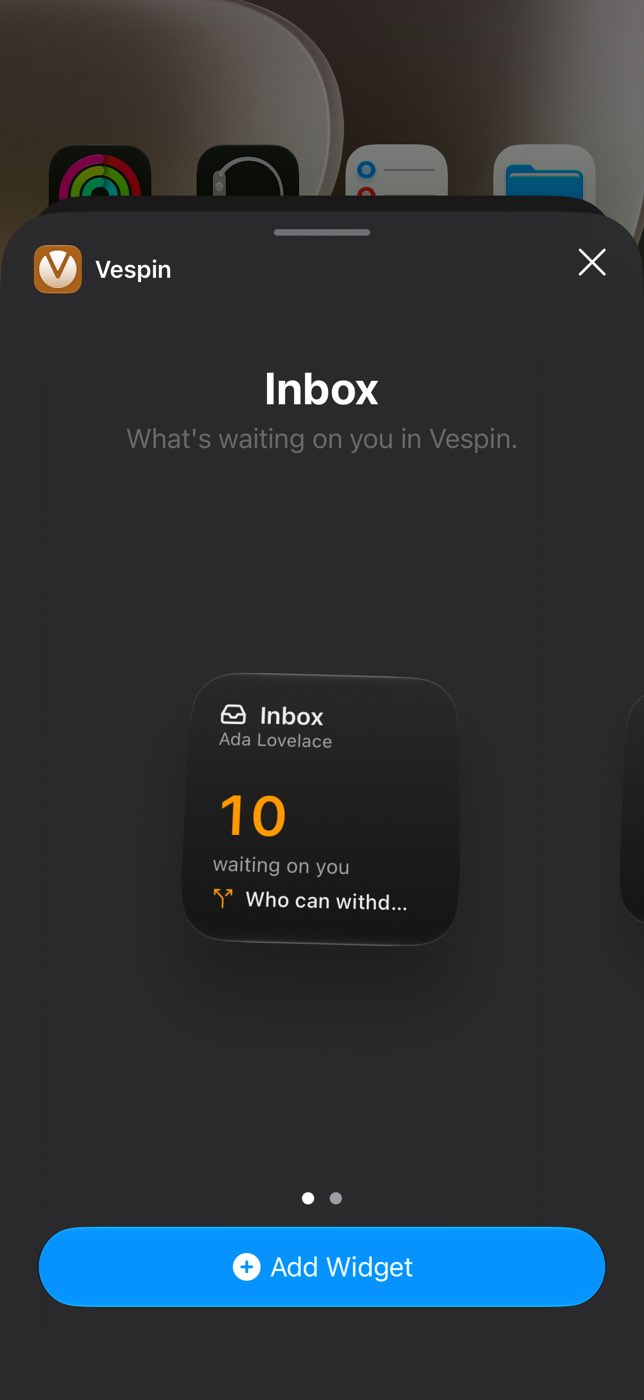 Vespin
Inbox
What's waiting on you in Vespin.
Inbox
Ada Lovelace
10
waiting on you
Who can withd...
Add Widget